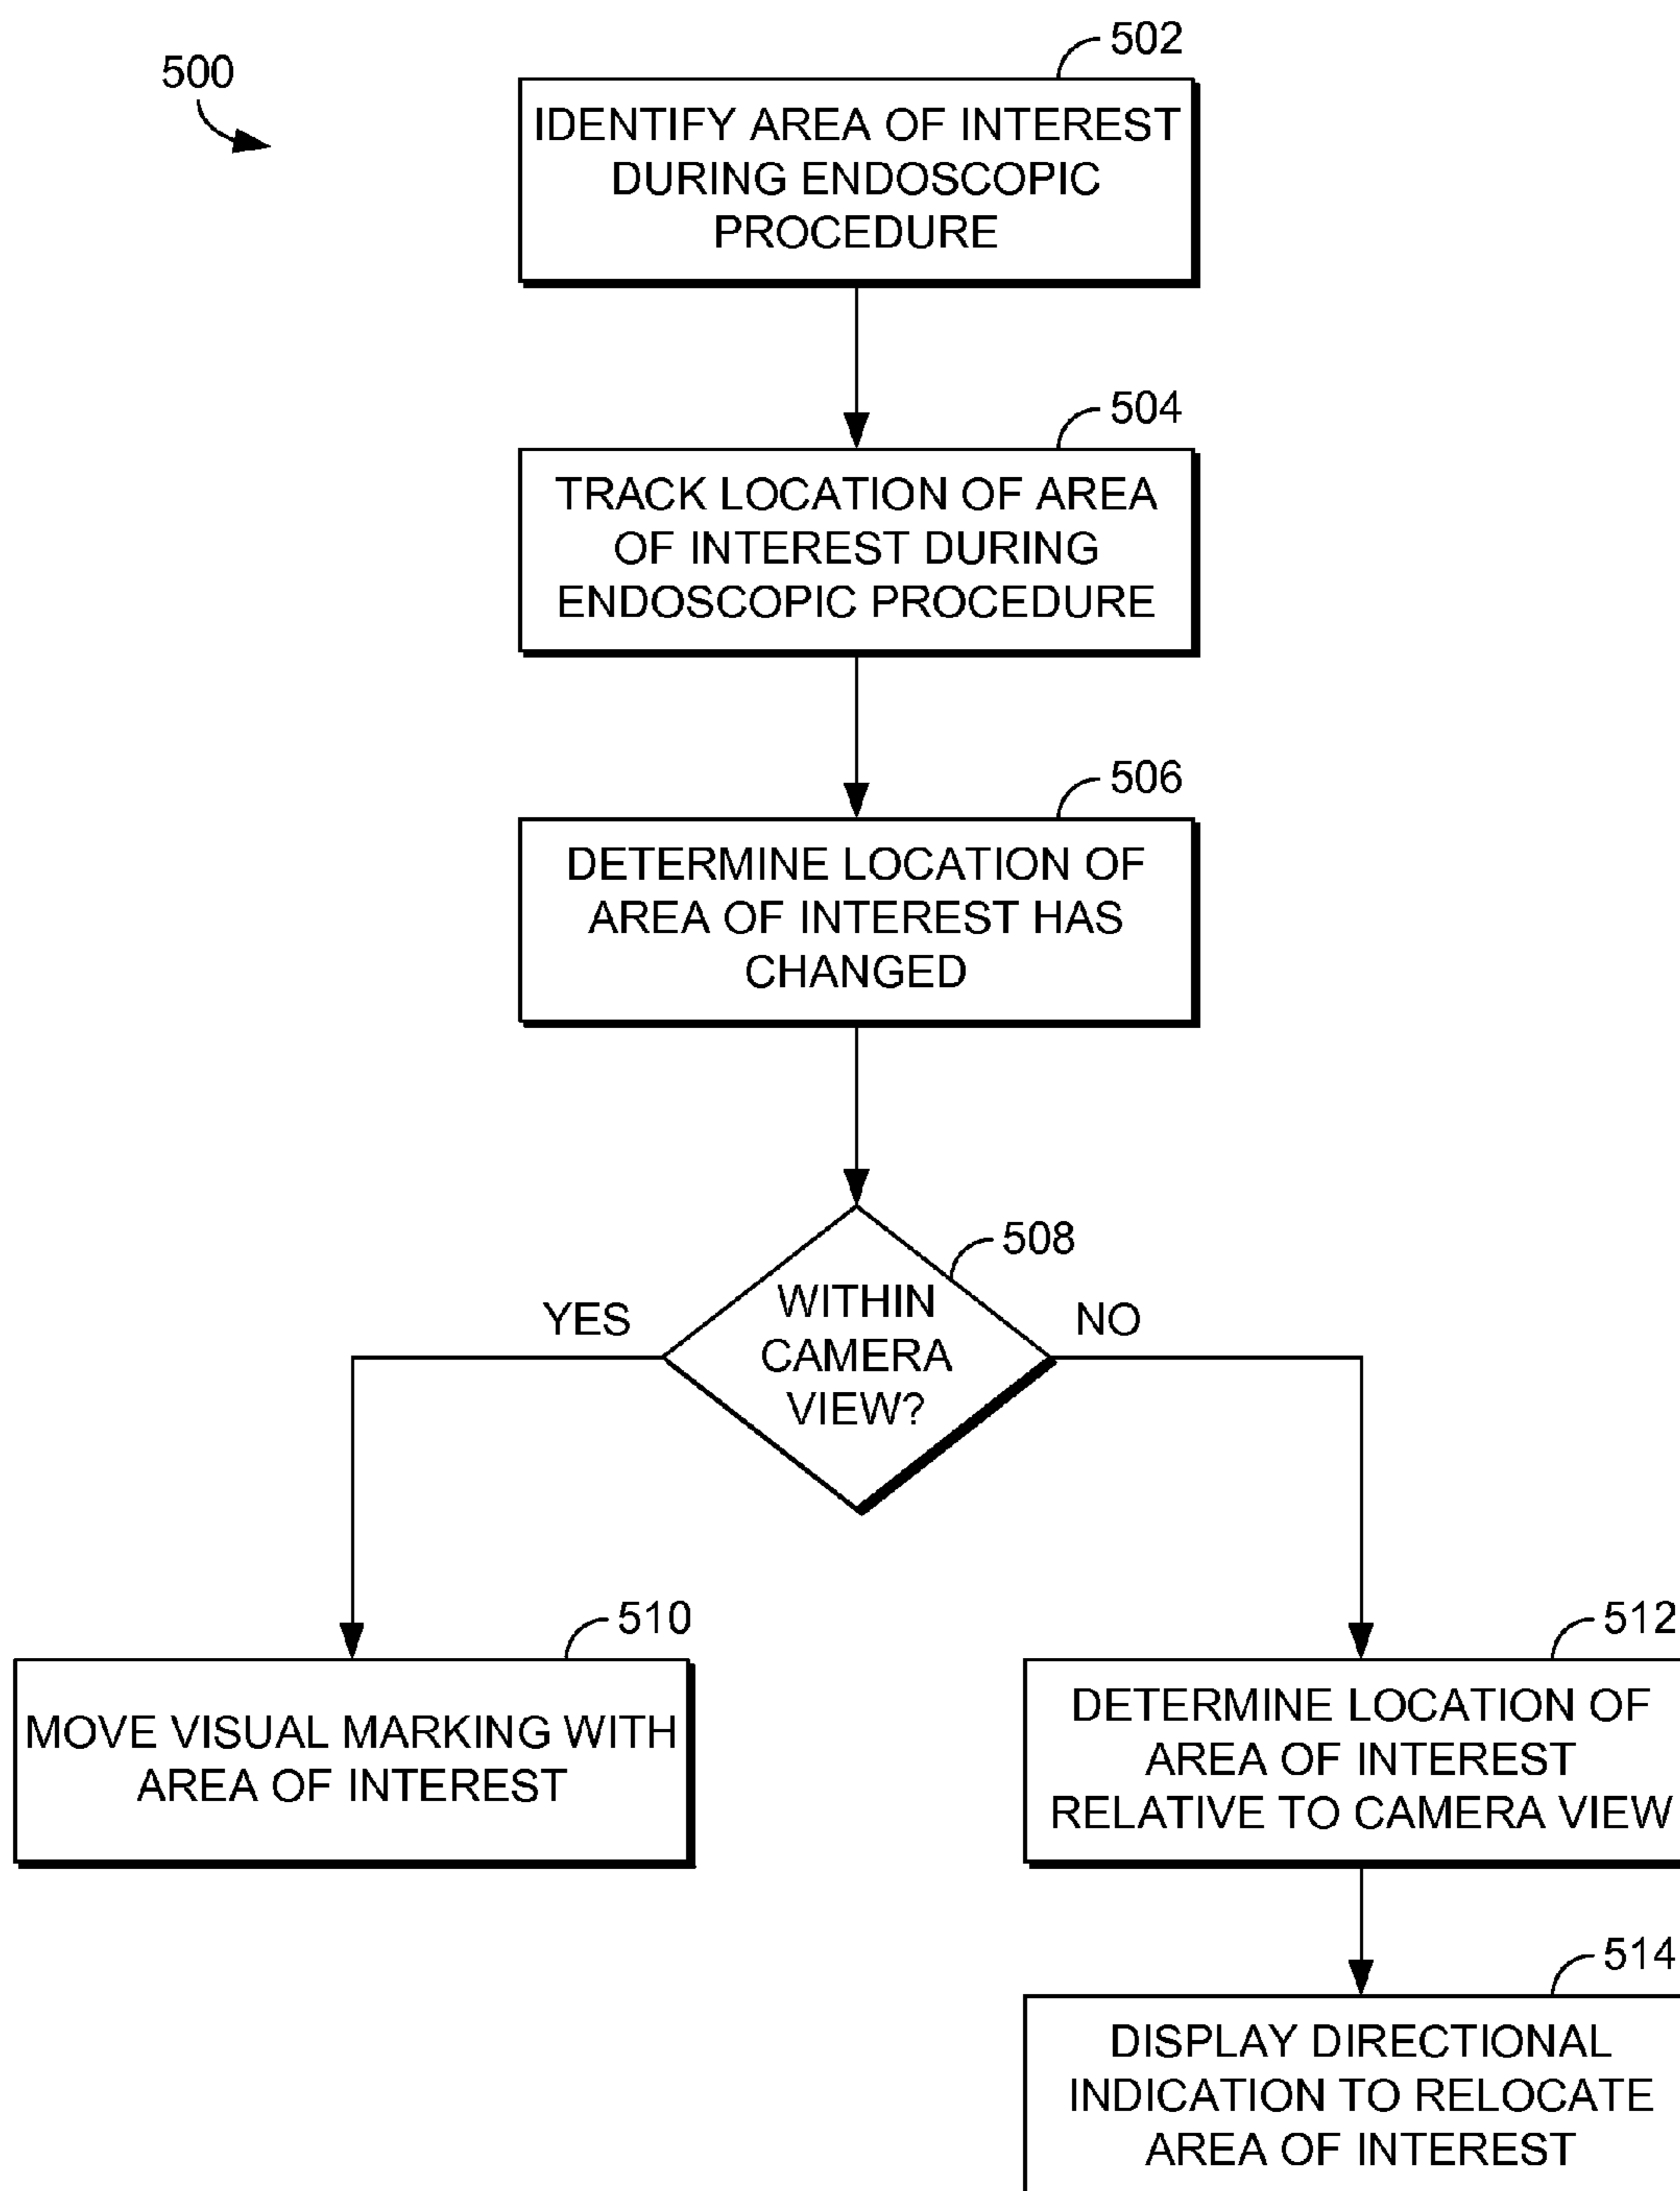 500
502
IDENTIFY AREA OF INTEREST
DURING ENDOSCOPIC
PROCEDURE
504
TRACK LOCATION OF AREA
OF INTEREST DURING
ENDOSCOPIC PROCEDURE
506
DETERMINE LOCATION OF
AREA OF INTEREST HAS
CHANGED
508
WITHIN
CAMERA
VIEW?
YES
NO
510
MOVE VISUAL MARKING WITH
AREA OF INTEREST
512
DETERMINE LOCATION OF
AREA OF INTEREST
RELATIVE TO CAMERA VIEW
514
DISPLAY DIRECTIONAL
INDICATION TO RELOCATE
AREA OF INTEREST